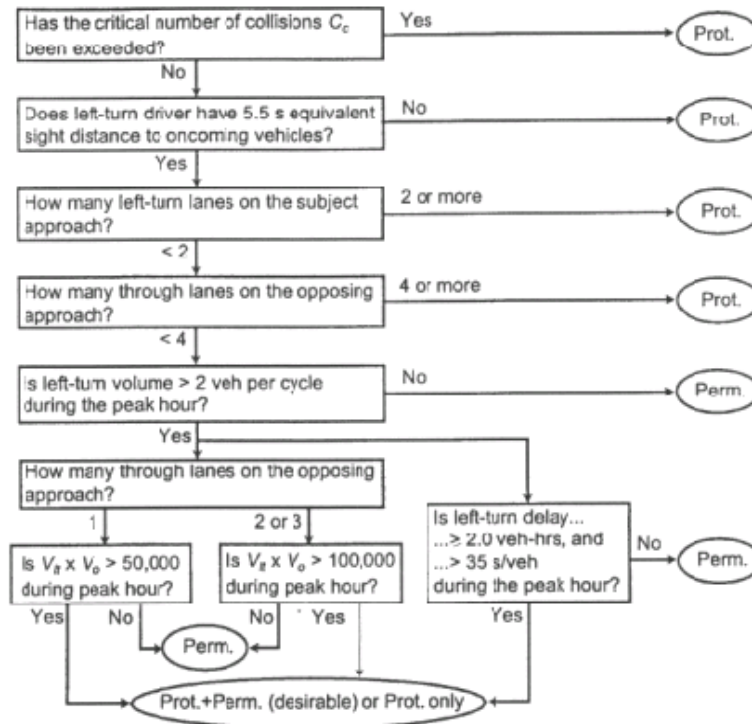 Has the critical number of collisions Cc
been exceeded?
Yes
Prot.
No
Does left-turn driver have 5.5 s equivalent
sight distance to oncoming vehicles?
No
Prot.
Yes
How many left-turn lanes on the subject
approach?
2 or more
Prot.
< 2
How many through lanes on the opposing
approach?
4 or more
Prot.
< 4
Is left-turn volume > 2 veh per cycle
during the peak hour?
No
Perm.
Yes
How many through lanes on the opposing
approach?
1
2 or 3
Is left-turn delay...
...≥ 2.0 veh-hrs, and
...> 35 s/veh
during the peak hour?
No
Perm.
Is Vlt x Vo > 50,000
during peak hour?
Is Vlt x Vo > 100,000
during peak hour?
Yes
No
No
Yes
Yes
Perm.
Prot.+Perm. (desirable) or Prot. only